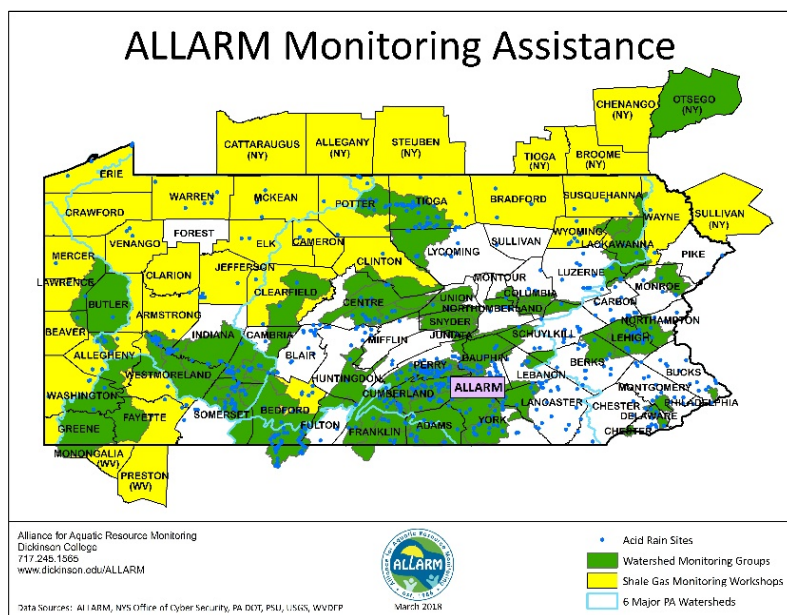 ALLARM Monitoring Assistance
OTSEGO
(NY)
CHENANGO
(NY)
CATTARAUGUS
(NY)
ALLEGANY
(NY)
STEUBEN
(NY)
TIOGA
(NY)
BROOME
(NY)
ERIE
WARREN
MCKEAN
POTTER
TIOGA
BRADFORD
SUSQUEHANNA
WAYNE
SULLIVAN
(NY)
CRAWFORD
FOREST
WYOMING
LACKAWANNA
VENANGO
ELK
CAMERON
SULLIVAN
LYCOMING
PIKE
MERCER
CLINTON
LUZERNE
JEFFERSON
CLARION
MONTOUR
LAWRENCE
CLEARFIELD
COLUMBIA
MONROE
BUTLER
CENTRE
UNION
CARBON
ARMSTRONG
NORTHUMBERLAND
BEAVER
SNYDER
NORTHAMPTON
INDIANA
CAMBRIA
MIFFLIN
JUNIATA
SCHUYLKILL
LEHIGH
ALLEGHENY
BLAIR
DAUPHIN
BERKS
PERRY
LEBANON
BUCKS
WESTMORELAND
HUNTINGDON
ALLARM
MONTGOMERY
WASHINGTON
CUMBERLAND
LANCASTER
PHILADELPHIA
FAYETTE
SOMERSET
BEDFORD
CHESTER
DELAWARE
GREENE
FULTON
FRANKLIN
ADAMS
YORK
CHESTER
MONONGALIA
(WV)
PRESTON
(WV)
Alliance for Aquatic Resource Monitoring
Dickinson College
717.245.1565
www.dickinson.edu/ALLARM
Data Sources: ALLARM, NYS Office of Cyber Security, PA DOT, PSU, USGS, WVDEP
Alliance for Aquatic Resource Monitoring
ALLARM
est. 1986
March 2018
Acid Rain Sites
Watershed Monitoring Groups
Shale Gas Monitoring Workshops
6 Major PA Watersheds